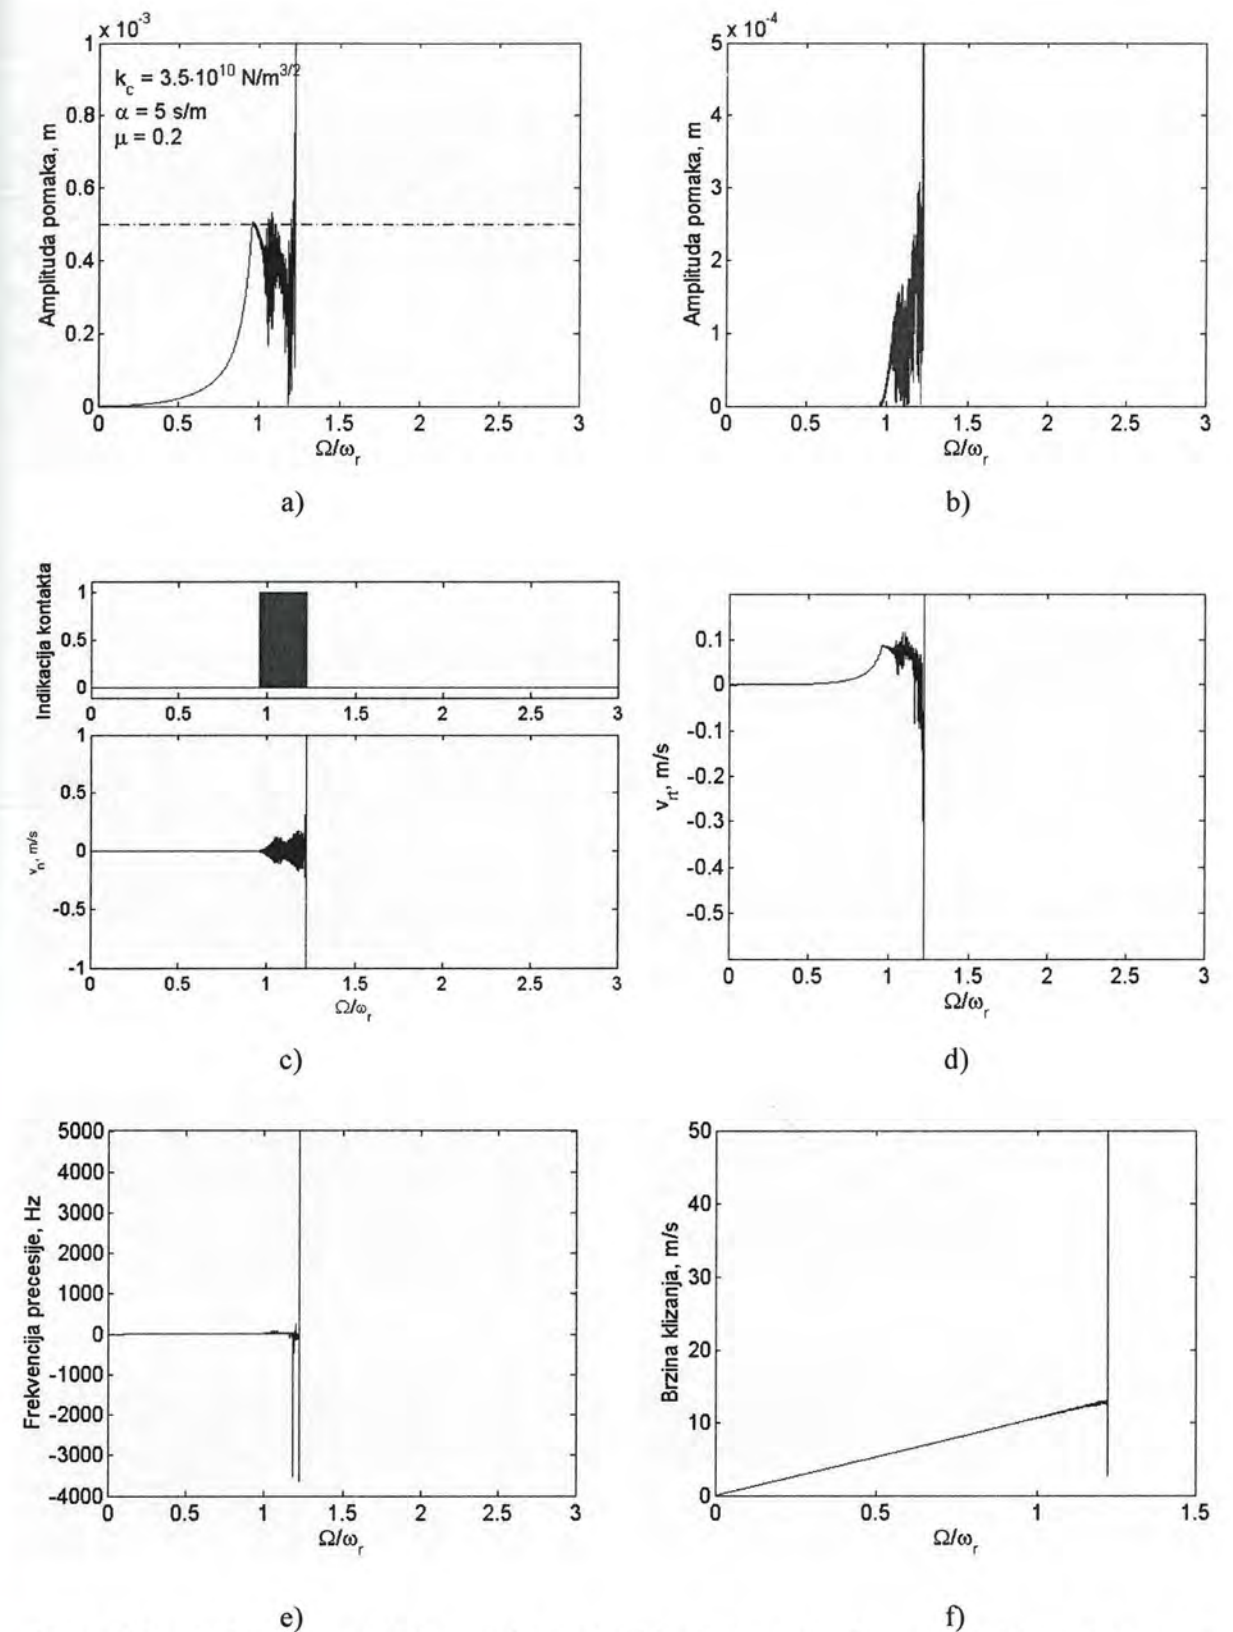 x 10⁻³
1
0.8
0.6
0.4
0.2
0
k_c = 3.5·10¹⁰ N/m^3/2
α = 5 s/m
μ = 0.2
Amplituda pomaka, m
0 0.5 1 1.5 2 2.5 3
Ω/ω_r
a)
x 10⁻⁴
5
4
3
2
1
0
Amplituda pomaka, m
0 0.5 1 1.5 2 2.5 3
Ω/ω_r
b)
Indikacija kontakta
1
0.5
0
0 0.5 1 1.5 2 2.5 3
v_n, m/s
1
0.5
0
-0.5
-1
0 0.5 1 1.5 2 2.5 3
Ω/ω_r
c)
v_rt, m/s
0.1
0
-0.1
-0.2
-0.3
-0.4
-0.5
0 0.5 1 1.5 2 2.5 3
Ω/ω_r
d)
Frekvencija precesije, Hz
5000
4000
3000
2000
1000
0
-1000
-2000
-3000
-4000
0 0.5 1 1.5 2 2.5 3
Ω/ω_r
e)
Brzina klizanja, m/s
50
40
30
20
10
0
0 0.5 1 1.5
Ω/ω_r
f)